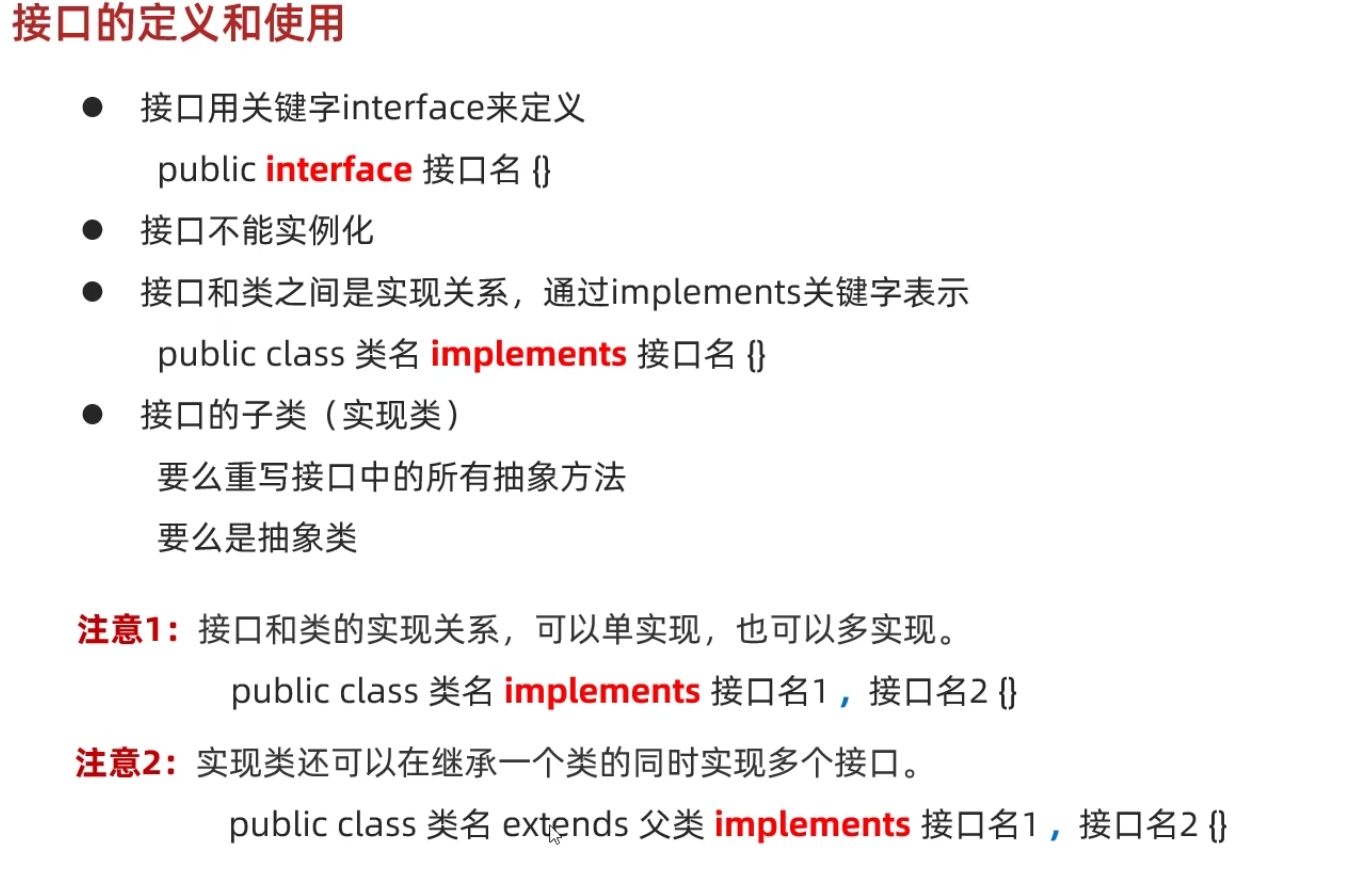 接口的定义和使用
● 接口用关键字interface来定义
public interface 接口名 {}
● 接口不能实例化
● 接口和类之间是实现关系，通过implements关键字表示
public class 类名 implements 接口名 {}
● 接口的子类（实现类）
要么重写接口中的所有抽象方法
要么是抽象类
注意1：接口和类的实现关系，可以单实现，也可以多实现。
public class 类名 implements 接口名1 ，接口名2 {}
注意2：实现类还可以在继承一个类的同时实现多个接口。
public class 类名 extends 父类 implements 接口名1 ，接口名2 {}